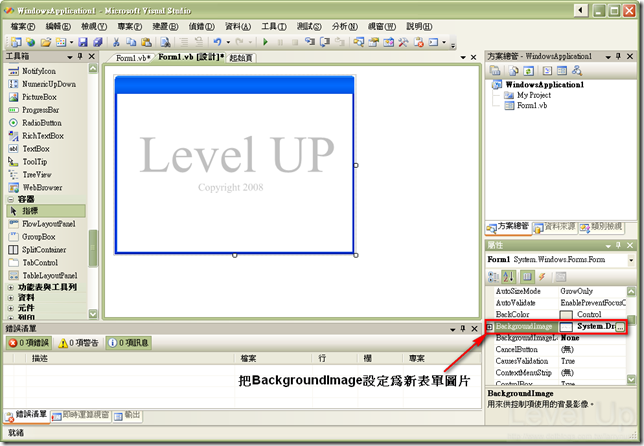 WindowsApplication1 - Microsoft Visual Studio
檔案(F) 編輯(E) 檢視(V) 專案(P) 建置(B) 偵錯(D) 資料(A) 工具(T) 測試(S) 分析(N) 視窗(W) 說明(H)
工具箱
NotifyIcon
NumericUpDown
PictureBox
ProgressBar
RadioButton
RichTextBox
TextBox
ToolTip
TreeView
WebBrowser
容器
指標
FlowLayoutPanel
GroupBox
SplitContainer
TabControl
TableLayoutPanel
功能表與工具列
資料
元件
列印
Form1.vb* Form1.vb [設計]* 起始頁
Level UP
Copyright 2008
方案總管 - WindowsApplication1
WindowsApplication1
My Project
Form1.vb
方案總管 資料來源 類別檢視
屬性
Form1 System.Windows.Forms.Form
AutoSizeMode GrowOnly
AutoValidate EnablePreventFocusC
BackColor Control
BackgroundImage System.Dr
BackgroundImageL None
CancelButton (無)
CausesValidation True
ContextMenuStrip (無)
ControlBox True
BackgroundImage
用來供控制項使用的背景影像。
錯誤清單
0 項錯誤 0 項警告 0 項訊息
描述 檔案 行 欄 專案
把BackgroundImage設定為新表單圖片
錯誤清單 即時運算視窗 輸出
就緒
Level UP